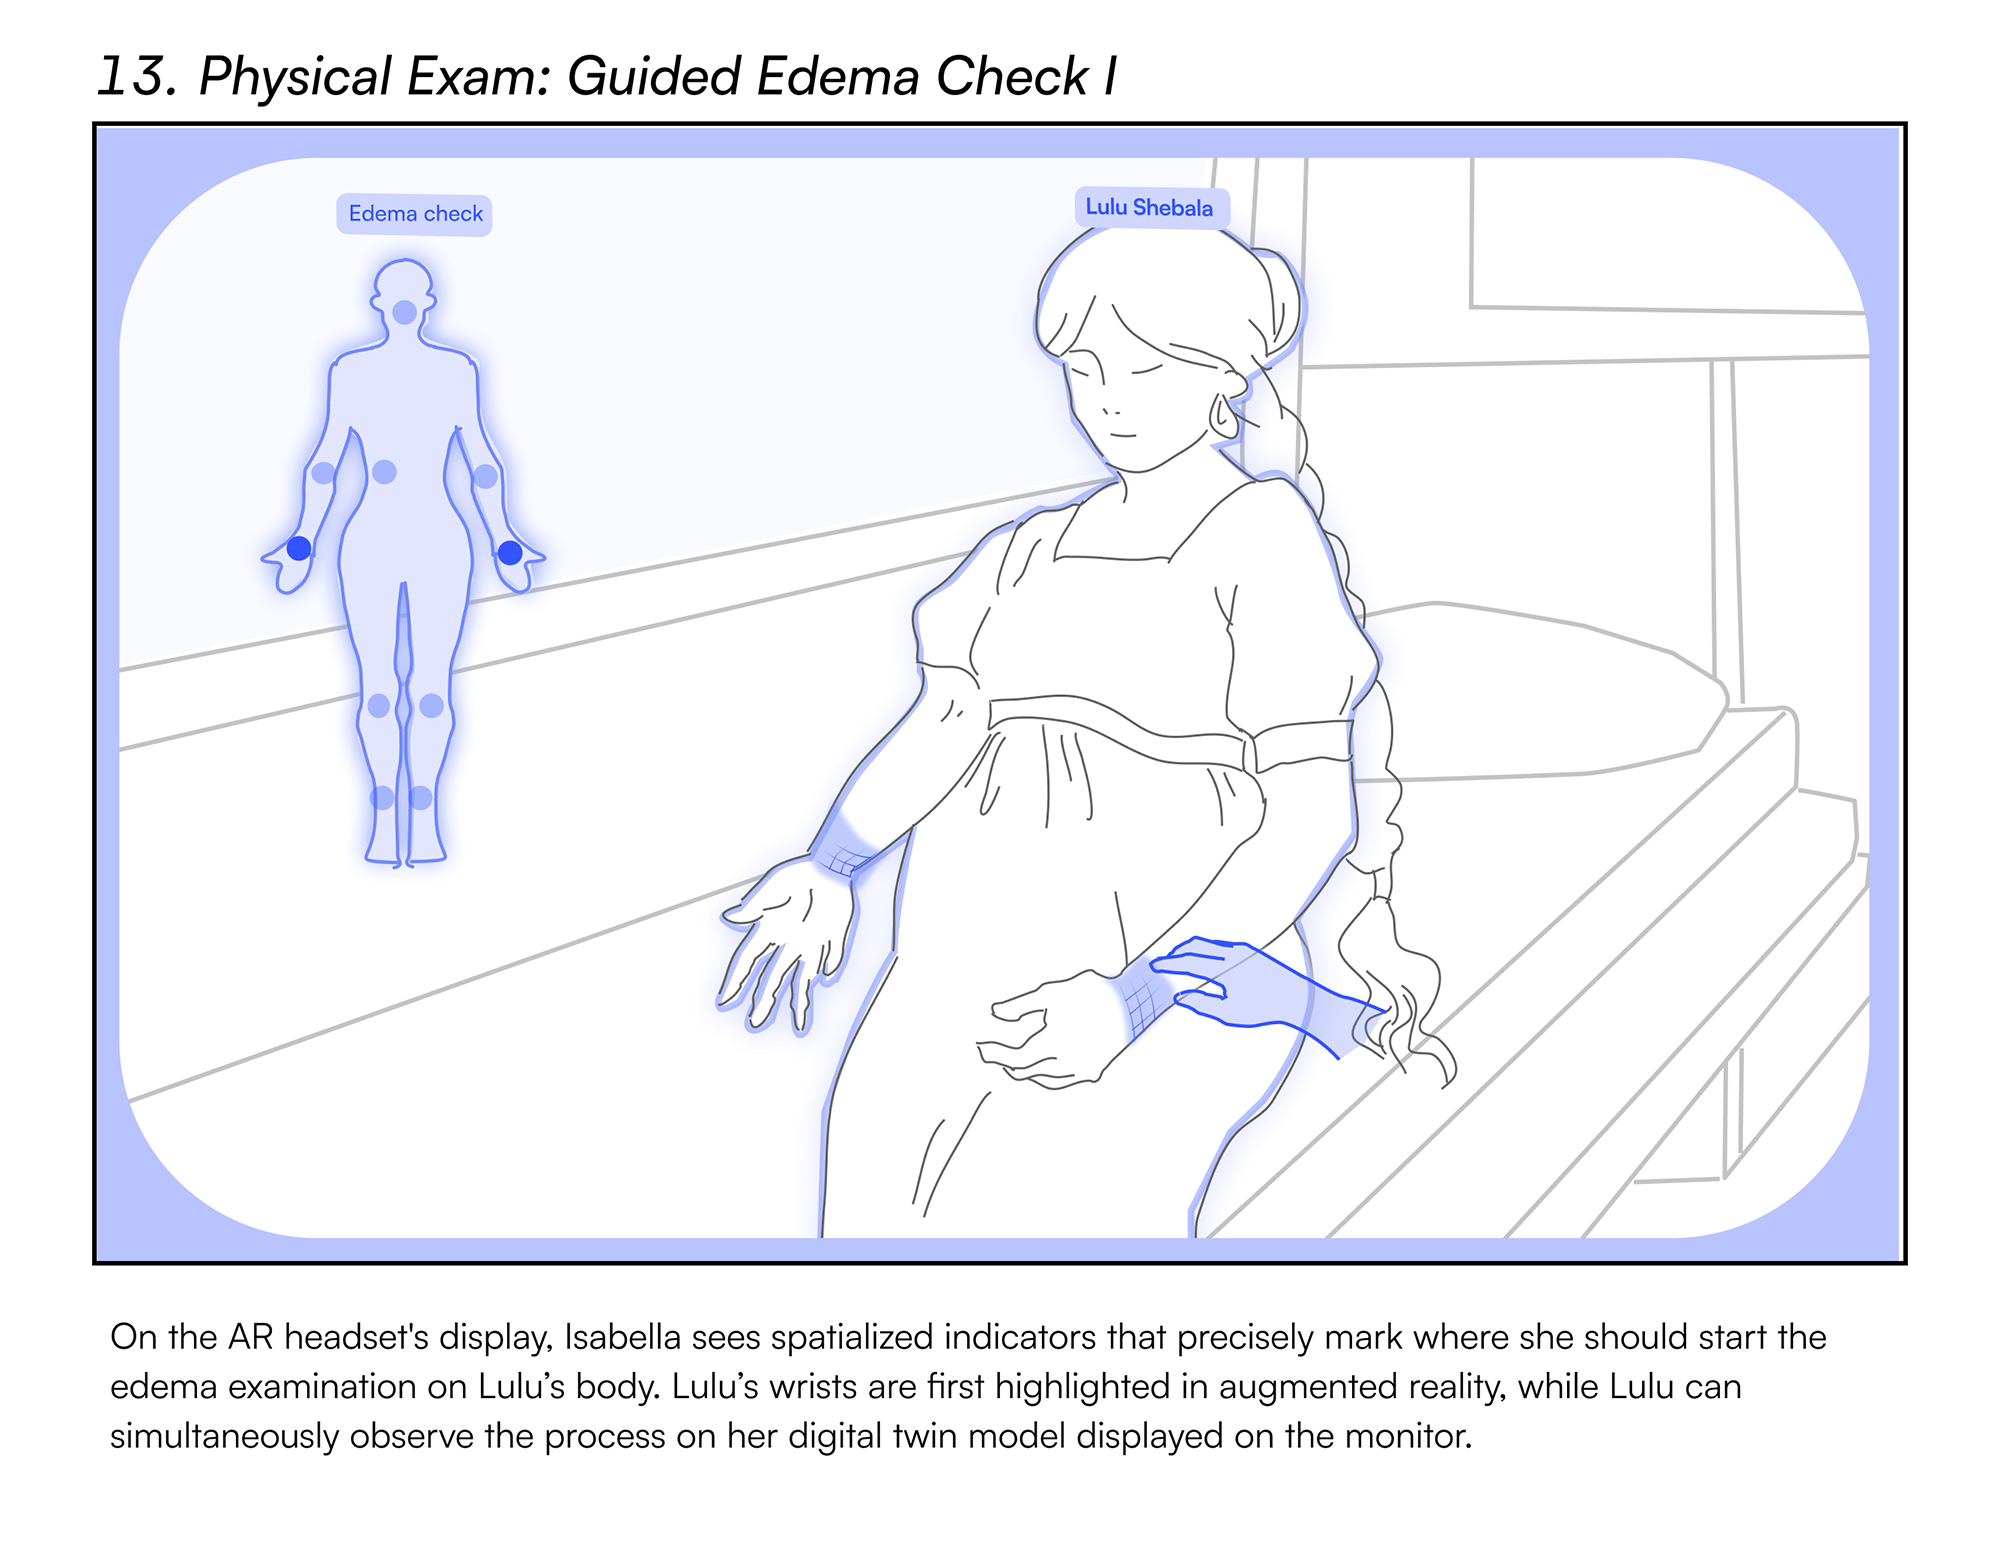 13. Physical Exam: Guided Edema Check I
Edema check
Lulu Shebala
On the AR headset's display, Isabella sees spatialized indicators that precisely mark where she should start the
edema examination on Lulu’s body. Lulu’s wrists are first highlighted in augmented reality, while Lulu can
simultaneously observe the process on her digital twin model displayed on the monitor.